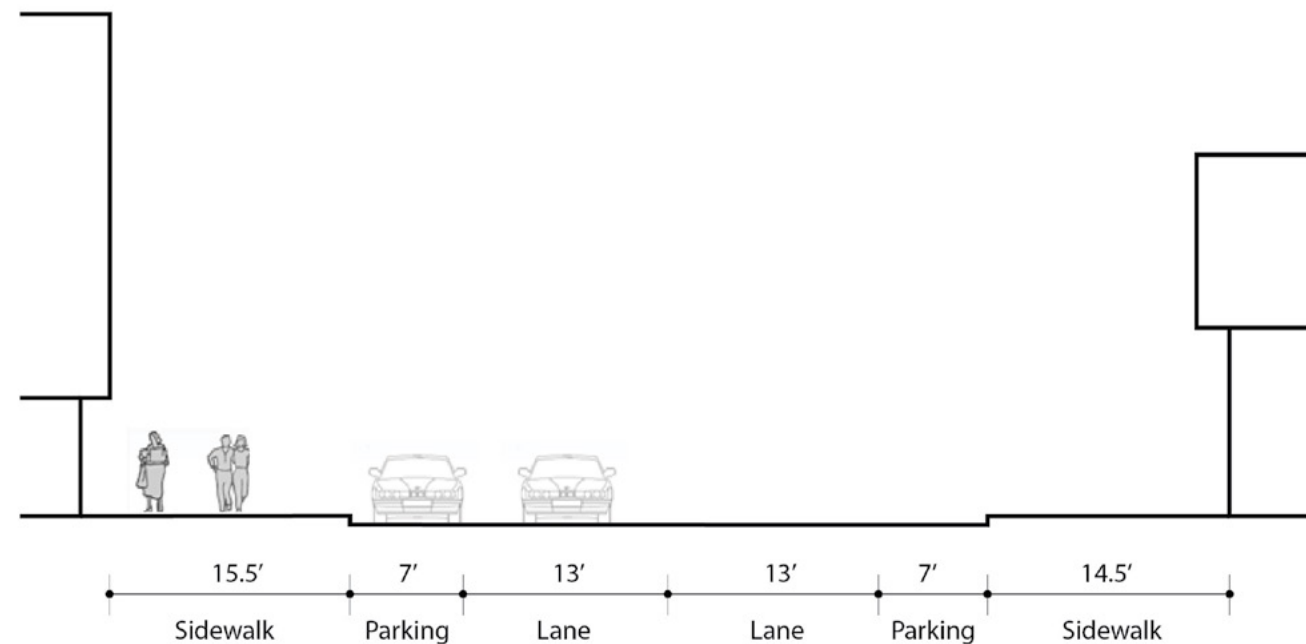 15.5’ 7’ 13’ 13’ 7’ 14.5’
Sidewalk Parking Lane Lane Parking Sidewalk